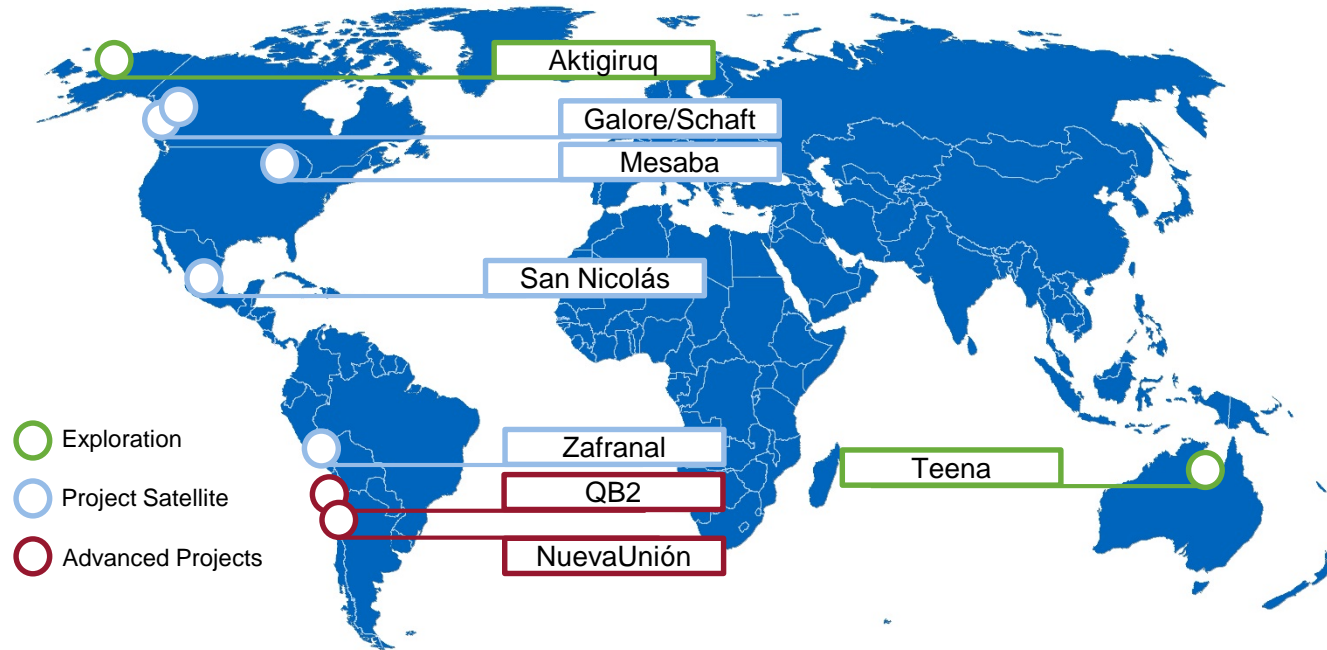 Aktigiruq
Galore/Schaft
Mesaba
San Nicolás
Zafranal
QB2
NuevaUnión
Teena
Exploration
Project Satellite
Advanced Projects